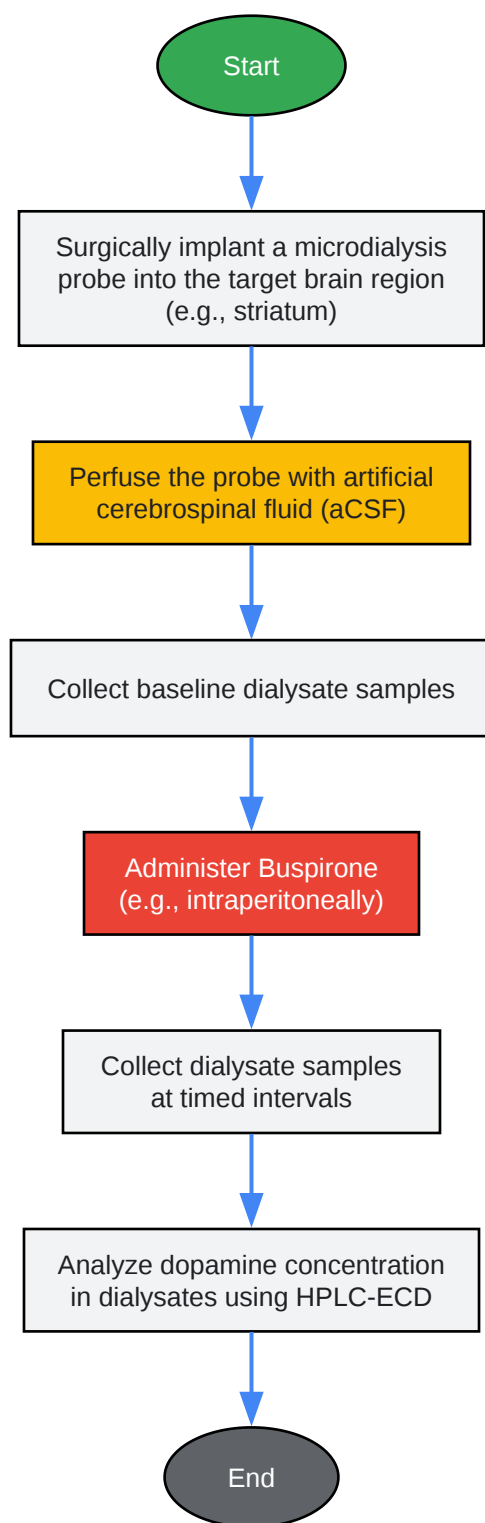 Start
Surgically implant a microdialysis
probe into the target brain region
(e.g., striatum)
Perfuse the probe with artificial
cerebrospinal fluid (aCSF)
Collect baseline dialysate samples
Administer Buspirone
(e.g., intraperitoneally)
Collect dialysate samples
at timed intervals
Analyze dopamine concentration
in dialysates using HPLC-ECD
End